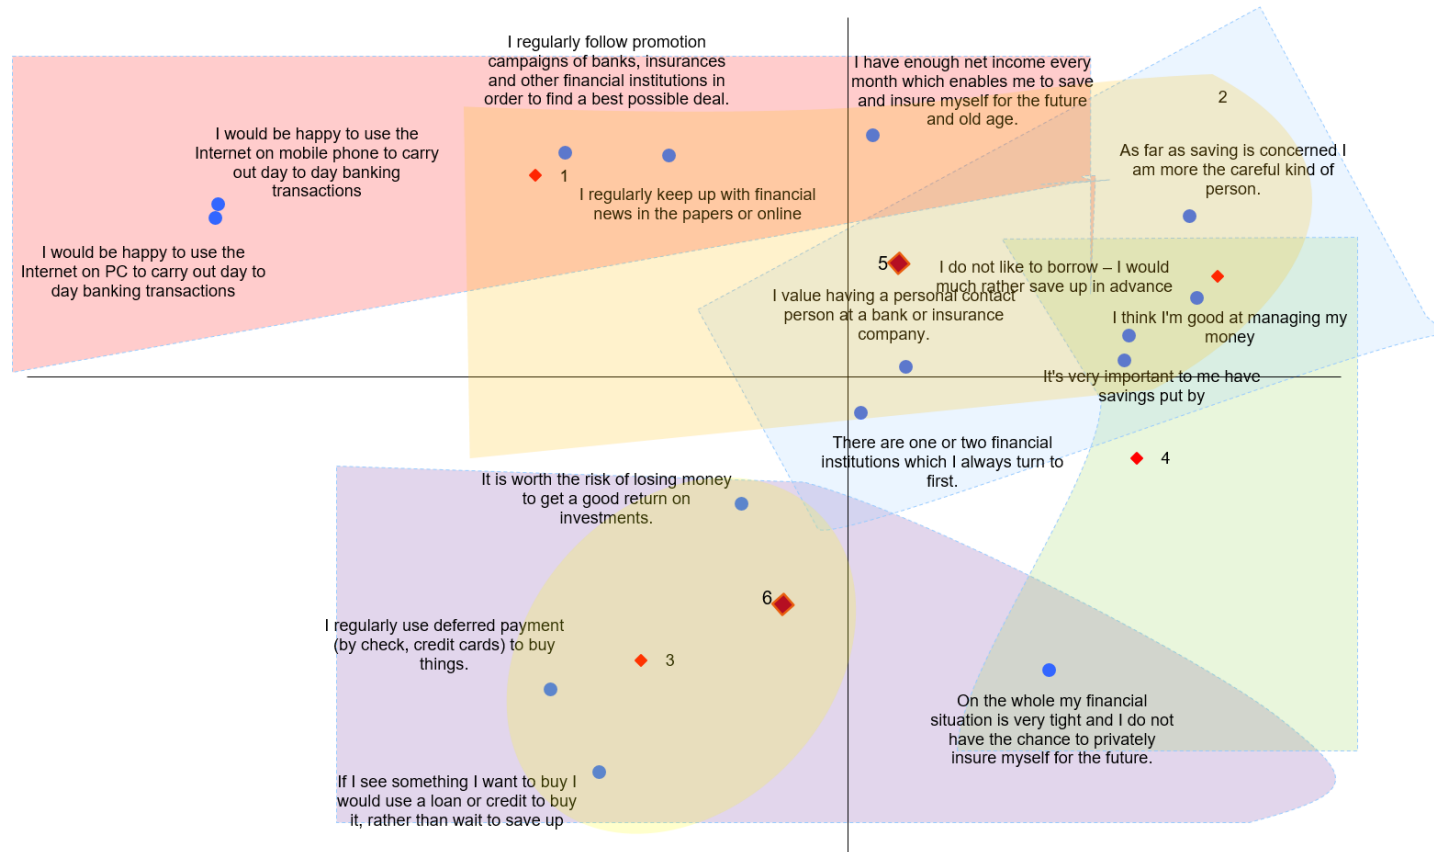 I regularly follow promotion
campaigns of banks, insurances
and other financial institutions in
order to find a best possible deal.
I have enough net income every
month which enables me to save
and insure myself for the future
and old age.
2
I would be happy to use the
Internet on mobile phone to carry
out day to day banking
transactions
As far as saving is concerned I
am more the careful kind of
person.
1
I regularly keep up with financial
news in the papers or online
I would be happy to use the
Internet on PC to carry out day to
day banking transactions
5
I do not like to borrow – I would
much rather save up in advance
I value having a personal contact
person at a bank or insurance
company.
I think I'm good at managing my
money
It's very important to me have
savings put by
There are one or two financial
institutions which I always turn to
first.
4
It is worth the risk of losing money
to get a good return on
investments.
6
I regularly use deferred payment
(by check, credit cards) to buy
things.
3
On the whole my financial
situation is very tight and I do not
have the chance to privately
insure myself for the future.
If I see something I want to buy I
would use a loan or credit to buy
it, rather than wait to save up